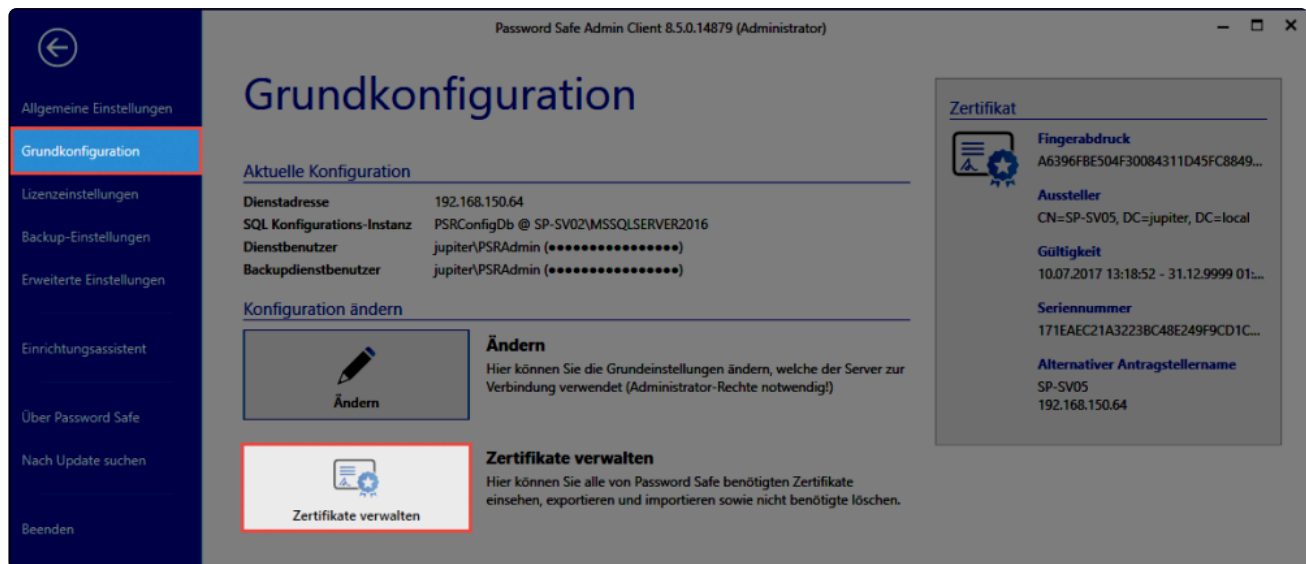 Password Safe Admin Client 8.5.0.14879 (Administrator)
Allgemeine Einstellungen
Grundkonfiguration
Lizenzeinstellungen
Backup-Einstellungen
Erweiterte Einstellungen
Einrichtungsassistent
Über Password Safe
Nach Update suchen
Beenden
Grundkonfiguration
Aktuelle Konfiguration
Dienstadresse 192.168.150.64
SQL Konfigurations-Instanz PSRConfigDb @ SP-SV02\MSSQLSERVER2016
Dienstbenutzer jupiter\PSRAdmin (●●●●●●●●●●●●●●●●)
Backupdienstbenutzer jupiter\PSRAdmin (●●●●●●●●●●●●●●●●)
Konfiguration ändern
Ändern
Ändern
Hier können Sie die Grundeinstellungen ändern, welche der Server zur
Verbindung verwendet (Administrator-Rechte notwendig!)
Zertifikate verwalten
Zertifikate verwalten
Hier können Sie alle von Password Safe benötigten Zertifikate
einsehen, exportieren und importieren sowie nicht benötigte löschen.
Zertifikat
Fingerabdruck
A6396FBE504F30084311D45FC8849...
Aussteller
CN=SP-SV05, DC=jupiter, DC=local
Gültigkeit
10.07.2017 13:18:52 - 31.12.9999 01:...
Seriennummer
171EAEC21A3223BC48E249F9CD1C...
Alternativer Antragstellername
SP-SV05
192.168.150.64